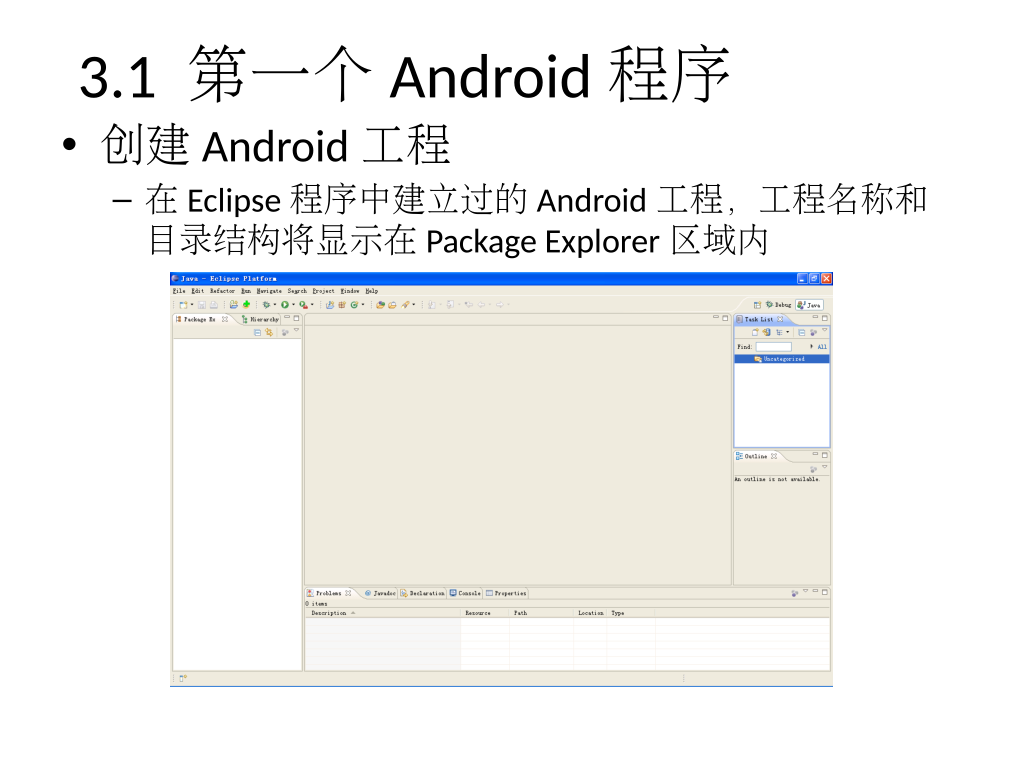 3.1 第一个 Android 程序
• 创建 Android 工程
– 在 Eclipse 程序中建立过的 Android 工程，工程名称和
目录结构将显示在 Package Explorer 区域内
Java - Eclipse Platform
File Edit Refactor Run Navigate Search Project Window Help
Debug Java
Package Ex Hierarchy Task List
Find: All
Uncategorized
Outline
An outline is not available.
Problems Javadoc Declaration Console Properties
0 items
Description Resource Path Location Type